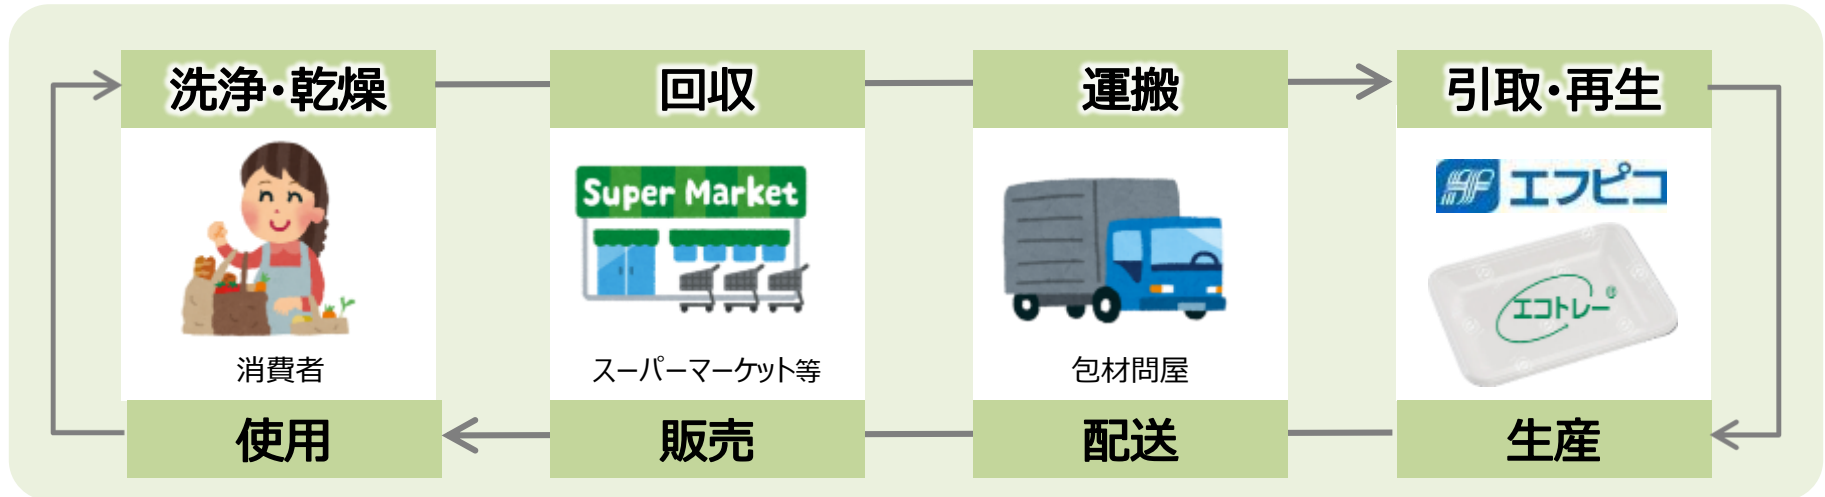 洗浄・乾燥
回収
運搬
引取・再生
Super Market
エフピコ
エコトレー®
消費者
スーパーマーケット等
包材問屋
使用
販売
配送
生産